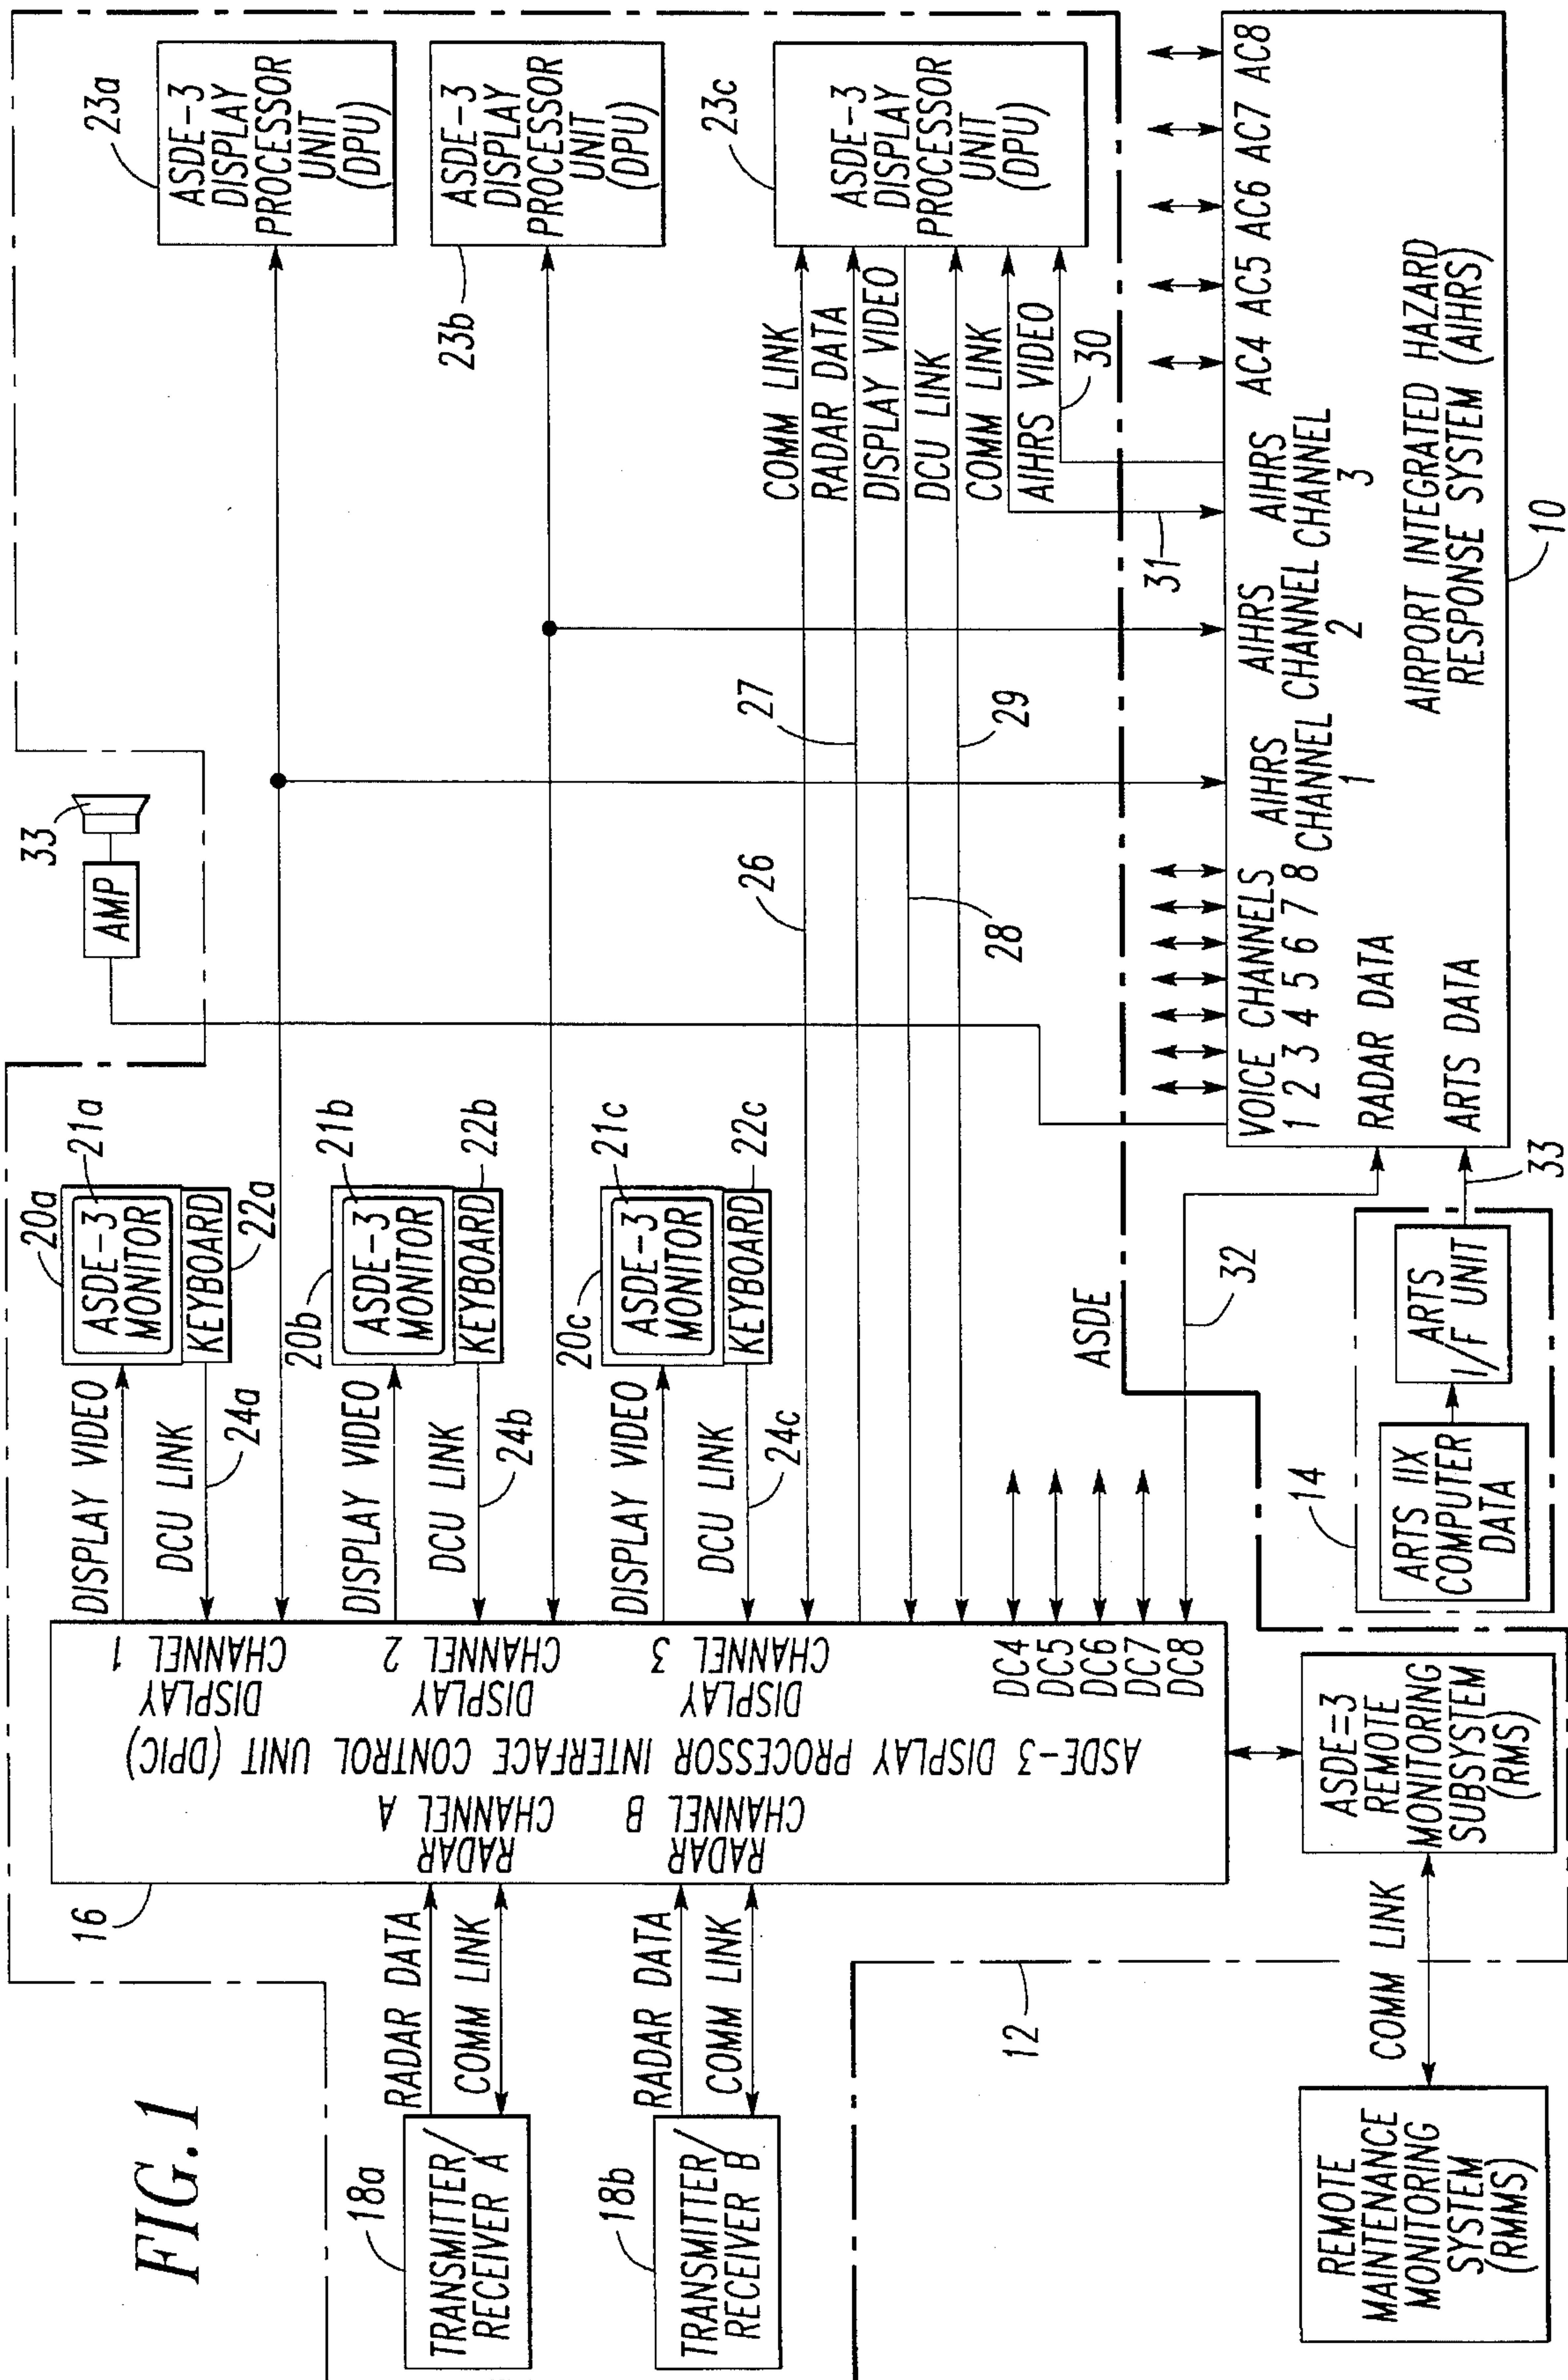 FIG.1
18a
TRANSMITTER/
RECEIVER A
RADAR DATA
COMM LINK
18b
TRANSMITTER/
RECEIVER B
RADAR DATA
COMM LINK
16
RADAR
CHANNEL A
RADAR
CHANNEL B
ASDE-3 DISPLAY PROCESSOR INTERFACE CONTROL UNIT (DPIC)
DISPLAY
CHANNEL 1
DISPLAY
CHANNEL 2
DISPLAY
CHANNEL 3
DC4
DC5
DC6
DC7
DC8
DISPLAY VIDEO
DCU LINK
24a
20a
21a
ASDE-3
MONITOR
KEYBOARD
22a
DISPLAY VIDEO
DCU LINK
24b
20b
21b
ASDE-3
MONITOR
KEYBOARD
22b
DISPLAY VIDEO
DCU LINK
24c
20c
21c
ASDE-3
MONITOR
KEYBOARD
22c
AMP
33
23a
ASDE-3
DISPLAY
PROCESSOR
UNIT
(DPU)
23b
ASDE-3
DISPLAY
PROCESSOR
UNIT
(DPU)
23c
ASDE-3
DISPLAY
PROCESSOR
UNIT
(DPU)
COMM LINK
RADAR DATA
DISPLAY VIDEO
DCU LINK
COMM LINK
AIHRS VIDEO
26
27
28
29
30
31
ASDE
32
12
REMOTE
MAINTENANCE
MONITORING
SYSTEM
(RMMS)
COMM LINK
ASDE=3
REMOTE
MONITORING
SUBSYSTEM
(RMS)
14
ARTS IIX
COMPUTER
DATA
ARTS
I/F UNIT
33
VOICE CHANNELS
1 2 3 4 5 6 7 8
RADAR DATA
ARTS DATA
AIHRS
CHANNEL
1
AIHRS
CHANNEL
2
AIHRS
CHANNEL
3
AC4 AC5 AC6 AC7 AC8
AIRPORT INTEGRATED HAZARD
RESPONSE SYSTEM (AIHRS)
10